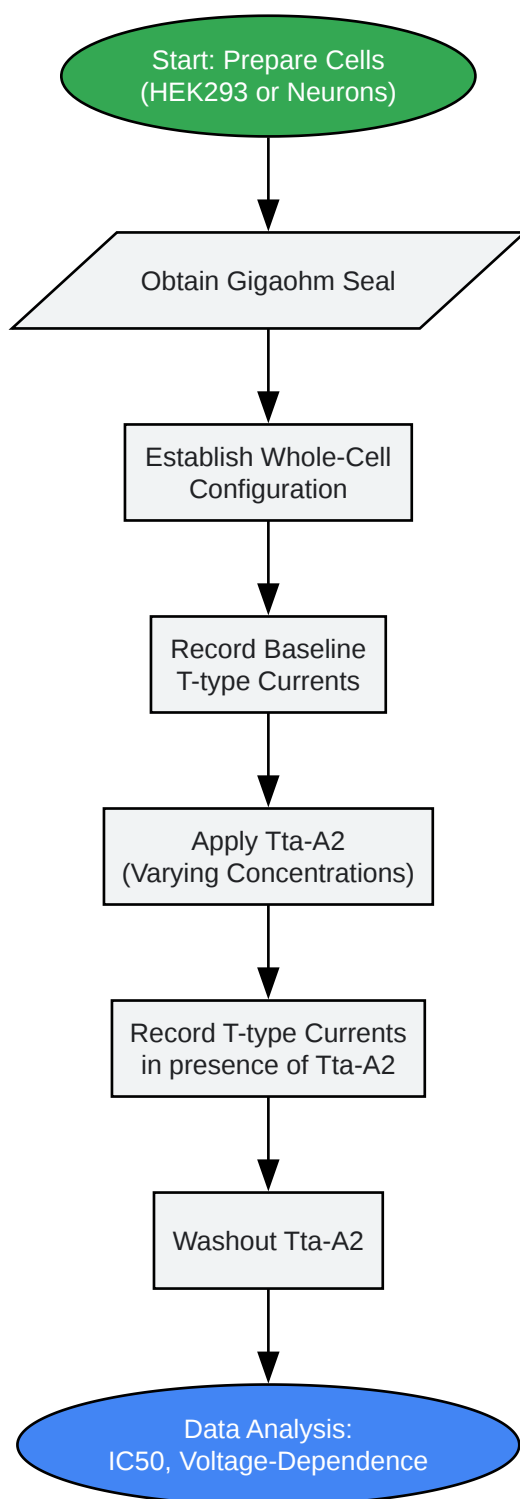 Start: Prepare Cells
(HEK293 or Neurons)
Obtain Gigaohm Seal
Establish Whole-Cell
Configuration
Record Baseline
T-type Currents
Apply Tta-A2
(Varying Concentrations)
Record T-type Currents
in presence of Tta-A2
Washout Tta-A2
Data Analysis:
IC50, Voltage-Dependence